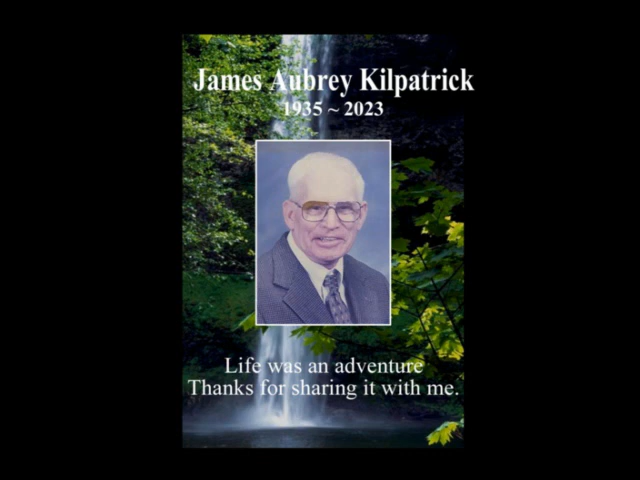 James Aubrey Kilpatrick
1935 ~ 2023
Life was an adventure
Thanks for sharing it with me.